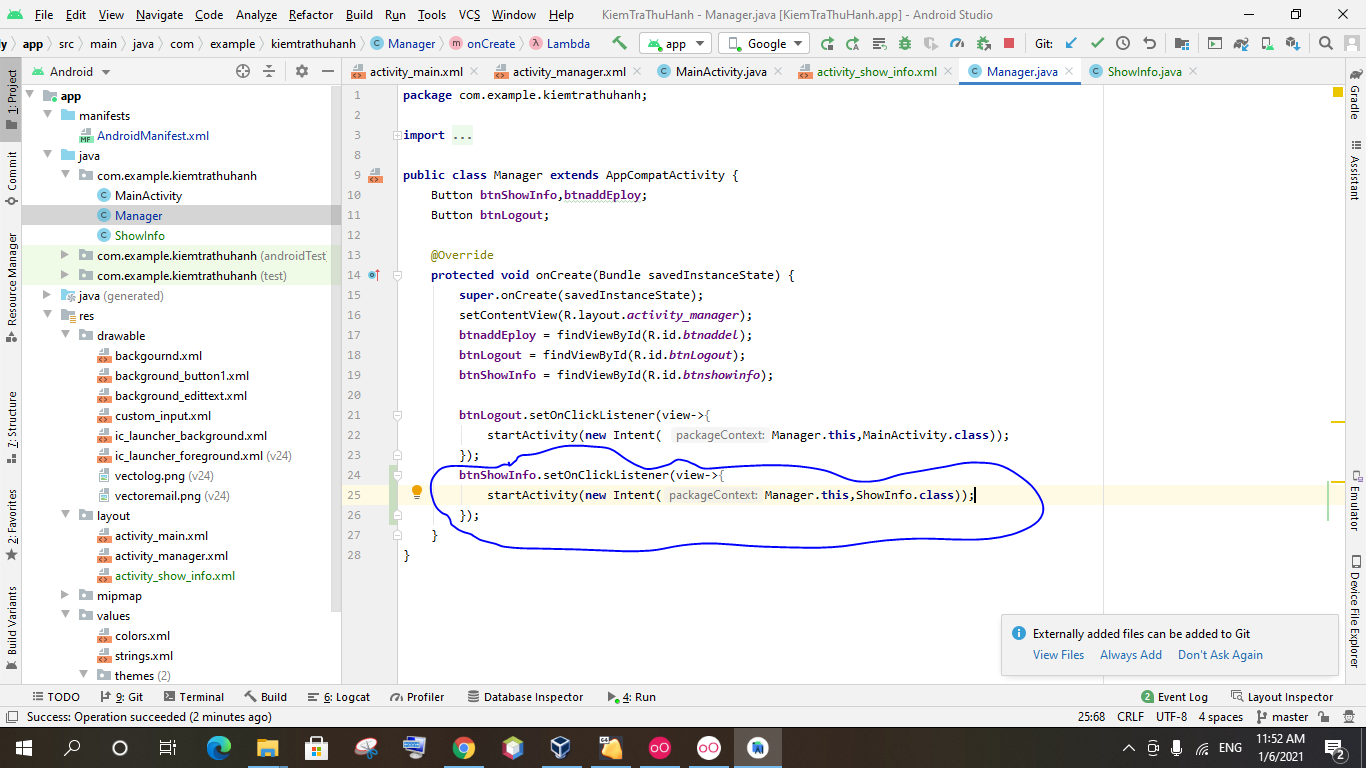 File Edit View Navigate Code Analyze Refactor Build Run Tools VCS Window Help KiemTraThuHanh - Manager.java [KiemTraThuHanh.app] - Android Studio
ly app src main java com example kiemtrathuhanh Manager onCreate Lambda app Google Git:
Android activity_main.xml activity_manager.xml MainActivity.java activity_show_info.xml Manager.java ShowInfo.java
1: Project
Commit
Resource Manager
7: Structure
2: Favorites
Build Variants
app
manifests
AndroidManifest.xml
java
com.example.kiemtrathuhanh
MainActivity
Manager
ShowInfo
com.example.kiemtrathuhanh (androidTest
com.example.kiemtrathuhanh (test)
java (generated)
res
drawable
backgournd.xml
background_button1.xml
background_edittext.xml
custom_input.xml
ic_launcher_background.xml
ic_launcher_foreground.xml (v24)
vectolog.png (v24)
vectoremail.png (v24)
layout
activity_main.xml
activity_manager.xml
activity_show_info.xml
mipmap
values
colors.xml
strings.xml
themes (2)
1 package com.example.kiemtrathuhanh;
2
3 import ...
8
9 public class Manager extends AppCompatActivity {
10 Button btnShowInfo,btnaddEploy;
11 Button btnLogout;
12
13 @Override
14 protected void onCreate(Bundle savedInstanceState) {
15 super.onCreate(savedInstanceState);
16 setContentView(R.layout.activity_manager);
17 btnaddEploy = findViewById(R.id.btnaddel);
18 btnLogout = findViewById(R.id.btnLogout);
19 btnShowInfo = findViewById(R.id.btnshowinfo);
20
21 btnLogout.setOnClickListener(view->{
22 startActivity(new Intent( packageContext: Manager.this,MainActivity.class));
23 });
24 btnShowInfo.setOnClickListener(view->{
25 startActivity(new Intent( packageContext: Manager.this,ShowInfo.class));
26 });
27 }
28 }
Gradle
Assistant
Emulator
Device File Explorer
Externally added files can be added to Git
View Files Always Add Don't Ask Again
TODO 9: Git Terminal Build 6: Logcat Profiler Database Inspector 4: Run 2 Event Log Layout Inspector
Success: Operation succeeded (2 minutes ago) 25:68 CRLF UTF-8 4 spaces master
ENG 11:52 AM
1/6/2021
2